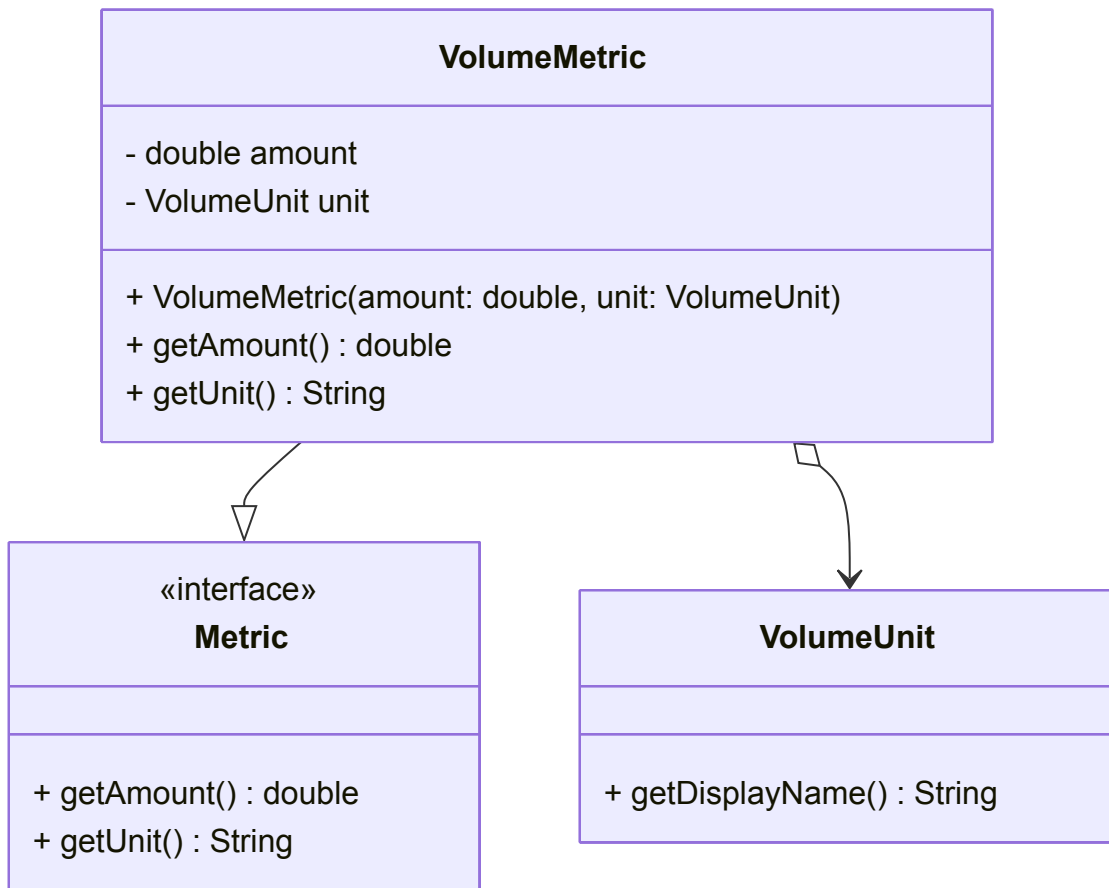 VolumeMetric
- double amount
- VolumeUnit unit
+ VolumeMetric(amount: double, unit: VolumeUnit)
+ getAmount() : double
+ getUnit() : String
«interface»
Metric
+ getAmount() : double
+ getUnit() : String
VolumeUnit
+ getDisplayName() : String